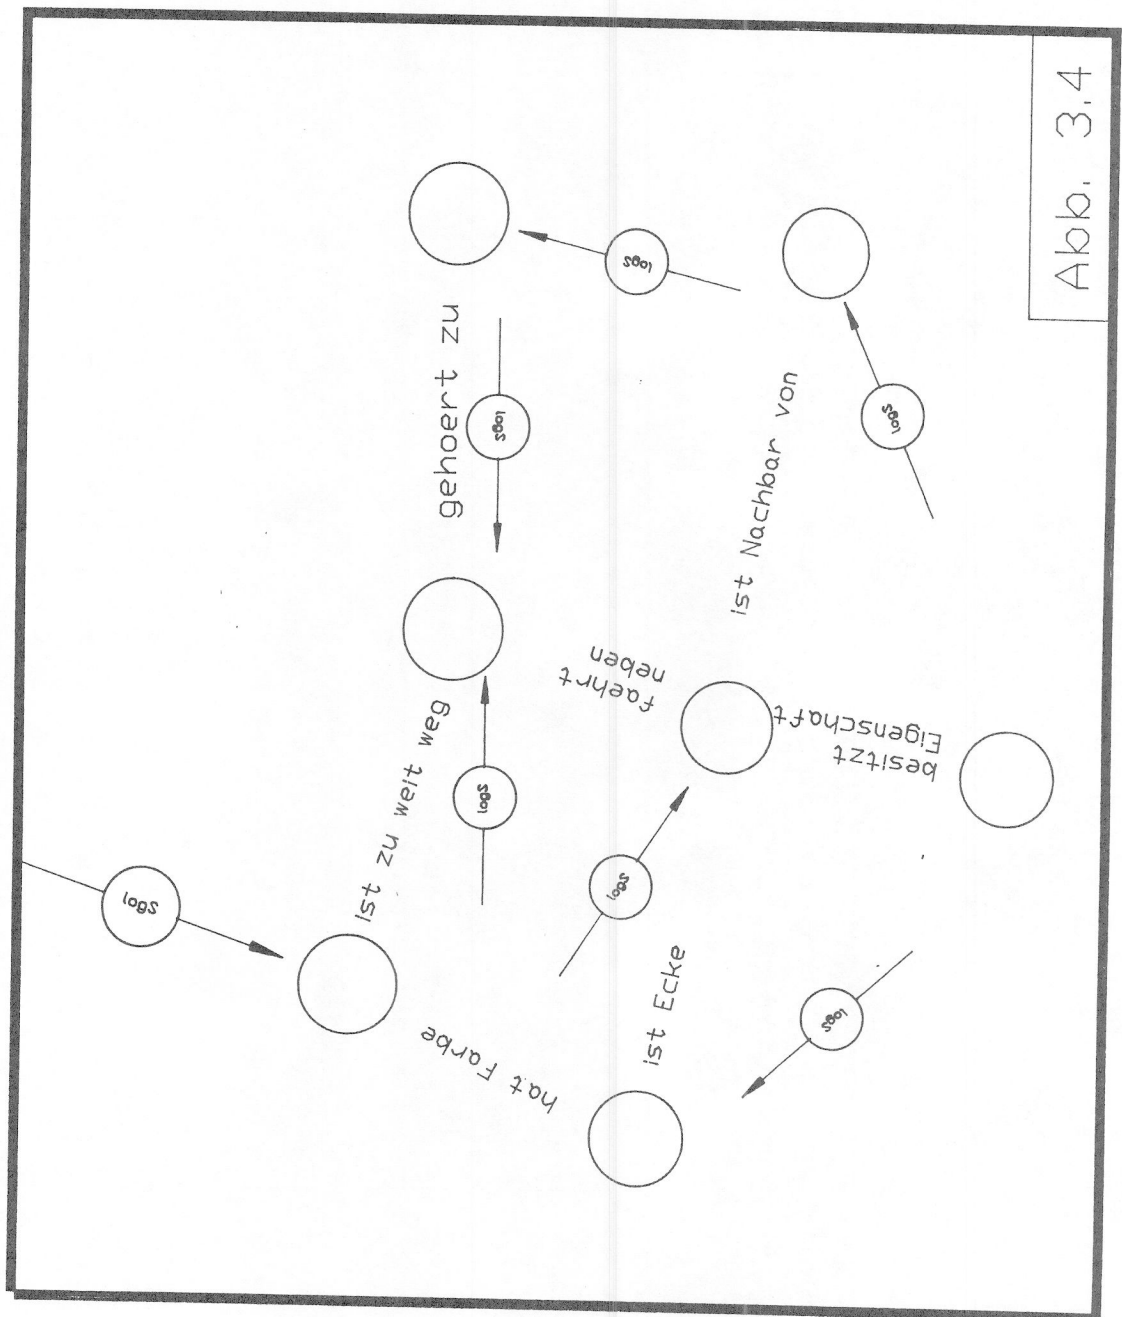 Abb. 3.4
logs
gehoert zu
logs
logs
ist Nachbar von
faehrt
neben
besitzt
Eigenschaft
ist zu weit weg
logs
logs
logs
hat Farbe
ist Ecke
logs